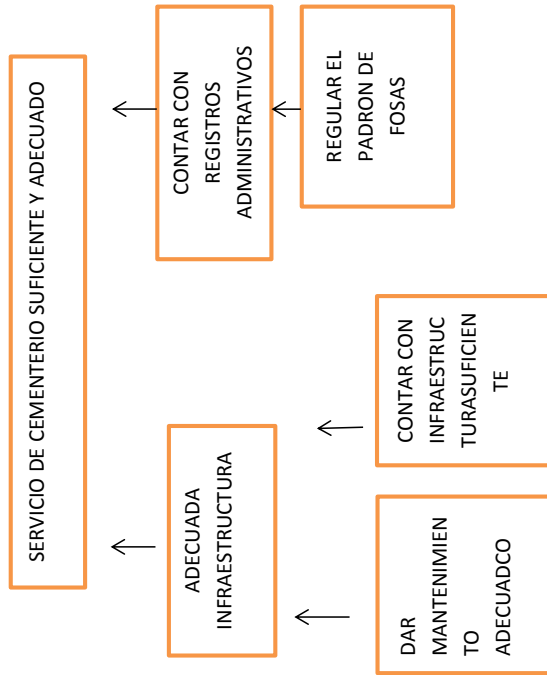 SERVICIO DE CEMENTERIO SUFICIENTE Y ADECUADO
ADECUADA
INFRAESTRUCTURA
CONTAR CON
REGISTROS
ADMINISTRATIVOS
DAR
MANTENIMIEN
TO
ADECUADCO
CONTAR CON
INFRAESTRUC
TURASUFICIEN
TE
REGULAR EL
PADRON DE
FOSAS